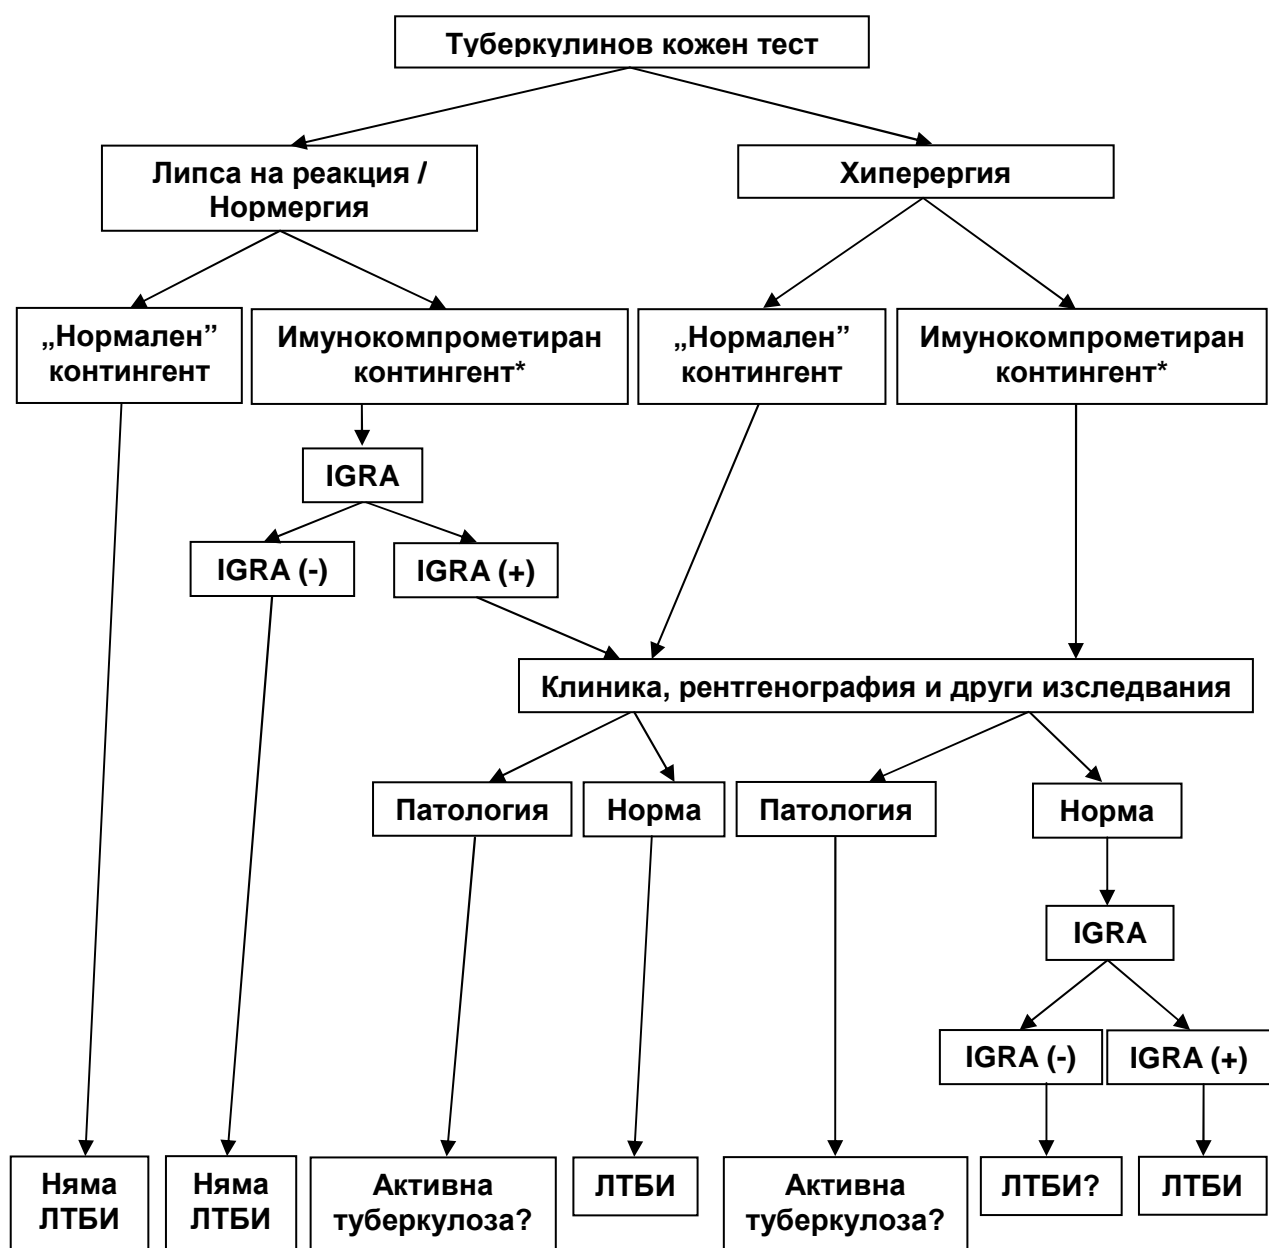 Туберкулинов кожен тест
Липса на реакция /
Нормергия
Хиперергия
„Нормален”
контингент
Имунокомпрометиран
контингент*
„Нормален”
контингент
Имунокомпрометиран
контингент*
IGRA
IGRA (-)
IGRA (+)
Клиника, рентгенография и други изследвания
Патология
Норма
Патология
Норма
IGRA
IGRA (-)
IGRA (+)
Няма
ЛТБИ
Няма
ЛТБИ
Активна
туберкулоза?
ЛТБИ
Активна
туберкулоза?
ЛТБИ?
ЛТБИ